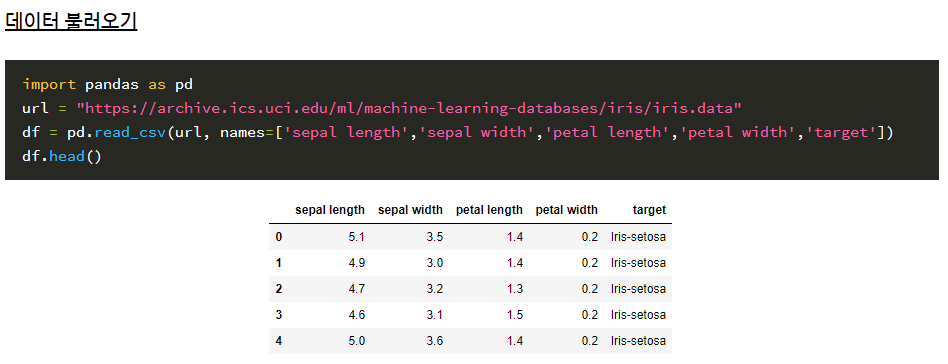 데이터 불러오기
import pandas as pd
url = "https://archive.ics.uci.edu/ml/machine-learning-databases/iris/iris.data"
df = pd.read_csv(url, names=['sepal length','sepal width','petal length','petal width','target'])
df.head()
sepal length sepal width petal length petal width target
0 5.1 3.5 1.4 0.2 Iris-setosa
1 4.9 3.0 1.4 0.2 Iris-setosa
2 4.7 3.2 1.3 0.2 Iris-setosa
3 4.6 3.1 1.5 0.2 Iris-setosa
4 5.0 3.6 1.4 0.2 Iris-setosa